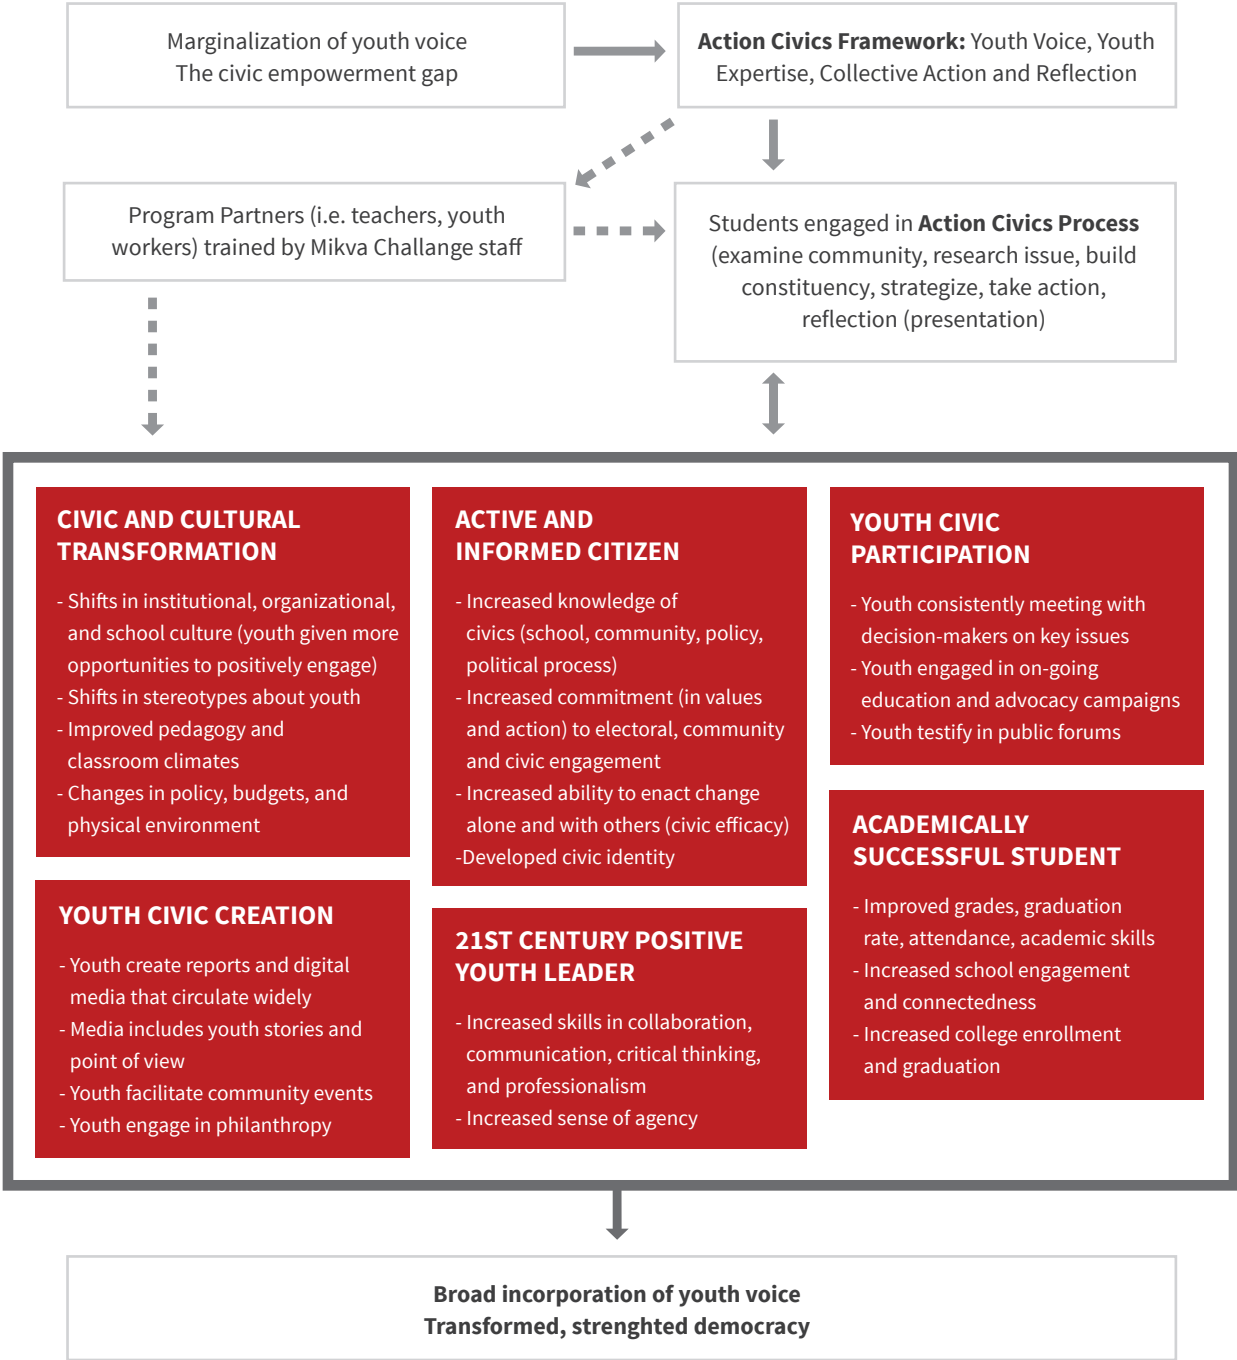 Marginalization of youth voice
The civic empowerment gap
Action Civics Framework: Youth Voice, Youth
Expertise, Collective Action and Reflection
Program Partners (i.e. teachers, youth
workers) trained by Mikva Challange staff
Students engaged in Action Civics Process
(examine community, research issue, build
constituency, strategize, take action,
reflection (presentation)
CIVIC AND CULTURAL
TRANSFORMATION
- Shifts in institutional, organizational,
and school culture (youth given more
opportunities to positively engage)
- Shifts in stereotypes about youth
- Improved pedagogy and
classroom climates
- Changes in policy, budgets, and
physical environment
YOUTH CIVIC CREATION
- Youth create reports and digital
media that circulate widely
- Media includes youth stories and
point of view
- Youth facilitate community events
- Youth engage in philanthropy
ACTIVE AND
INFORMED CITIZEN
- Increased knowledge of
civics (school, community, policy,
political process)
- Increased commitment (in values
and action) to electoral, community
and civic engagement
- Increased ability to enact change
alone and with others (civic efficacy)
-Developed civic identity
21ST CENTURY POSITIVE
YOUTH LEADER
- Increased skills in collaboration,
communication, critical thinking,
and professionalism
- Increased sense of agency
YOUTH CIVIC
PARTICIPATION
- Youth consistently meeting with
decision-makers on key issues
- Youth engaged in on-going
education and advocacy campaigns
- Youth testify in public forums
ACADEMICALLY
SUCCESSFUL STUDENT
- Improved grades, graduation
rate, attendance, academic skills
- Increased school engagement
and connectedness
- Increased college enrollment
and graduation
Broad incorporation of youth voice
Transformed, strenghted democracy